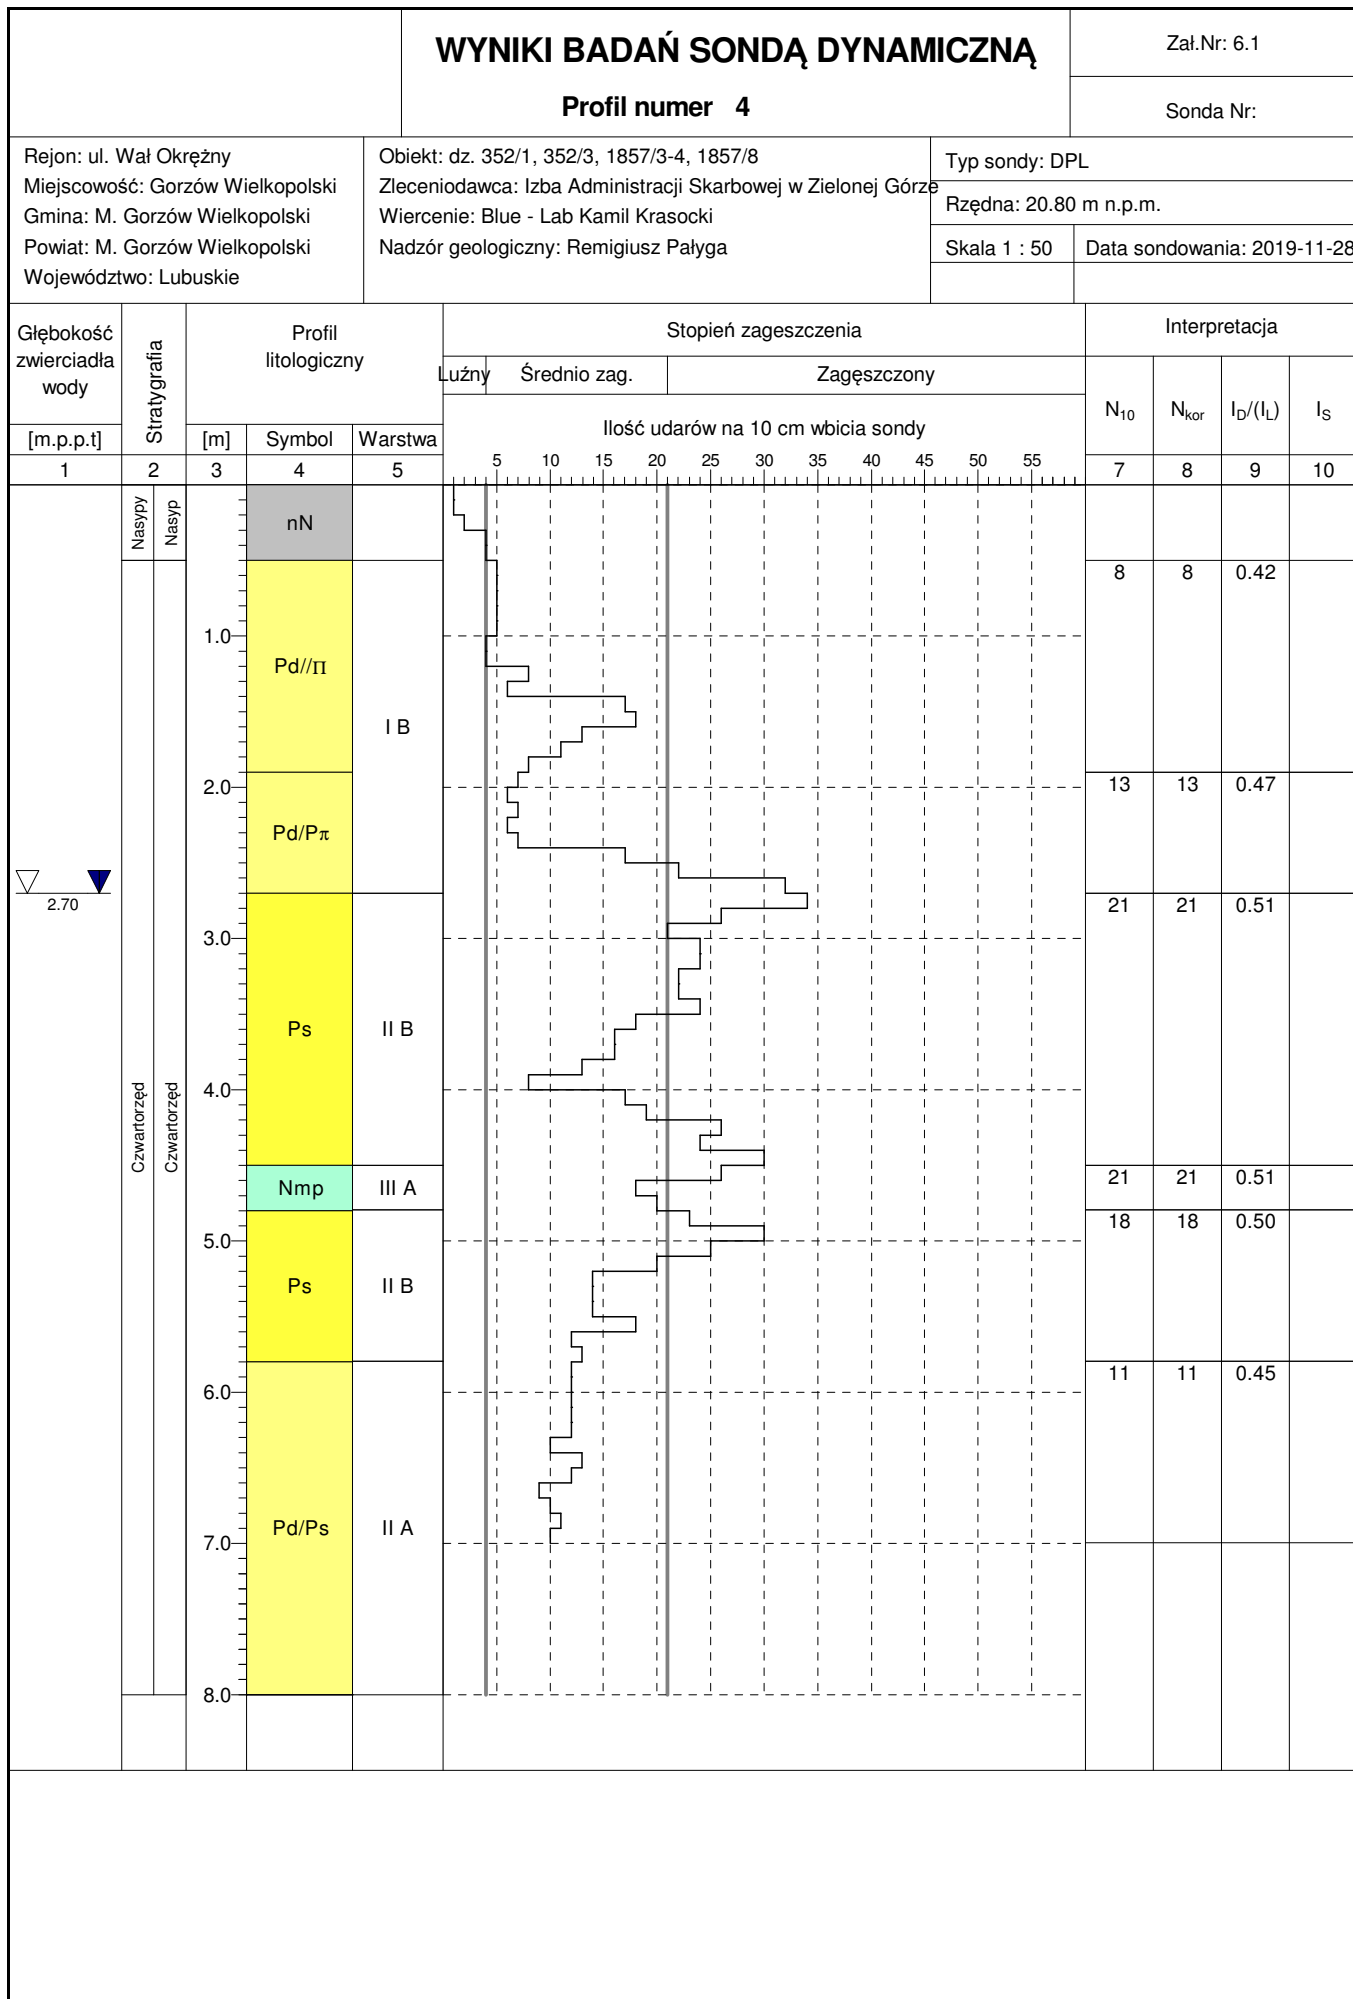 WYNIKI BADAŃ SONDĄ DYNAMICZNĄ
Profil numer 4
Zał.Nr: 6.1
Sonda Nr:
Rejon: ul. Wał Okrężny
Miejscowość: Gorzów Wielkopolski
Gmina: M. Gorzów Wielkopolski
Powiat: M. Gorzów Wielkopolski
Województwo: Lubuskie
Obiekt: dz. 352/1, 352/3, 1857/3-4, 1857/8
Zleceniodawca: Izba Administracji Skarbowej w Zielonej Górze
Wiercenie: Blue - Lab Kamil Krasocki
Nadzór geologiczny: Remigiusz Pałyga
Typ sondy: DPL
Rzędna: 20.80 m n.p.m.
Skala 1 : 50
Data sondowania: 2019-11-28
Głębokość
zwierciadła
wody
[m.p.p.t]
Stratygrafia
Profil
litologiczny
[m] Symbol Warstwa
Stopień zageszczenia
Luźny Średnio zag. Zagęszczony
Ilość udarów na 10 cm wbicia sondy
5 10 15 20 25 30 35 40 45 50 55
Interpretacja
N10 Nkor ID/(IL) IS
1 2 3 4 5 7 8 9 10
Nasypy Nasyp nN
8 8 0.42
1.0
Pd//Π
I B
2.0
13 13 0.47
Pd/Pπ
2.70
21 21 0.51
3.0
Ps II B
4.0
Czwartorzęd Czwartorzęd
Nmp III A 21 21 0.51
18 18 0.50
5.0
Ps II B
11 11 0.45
6.0
Pd/Ps II A
7.0
8.0